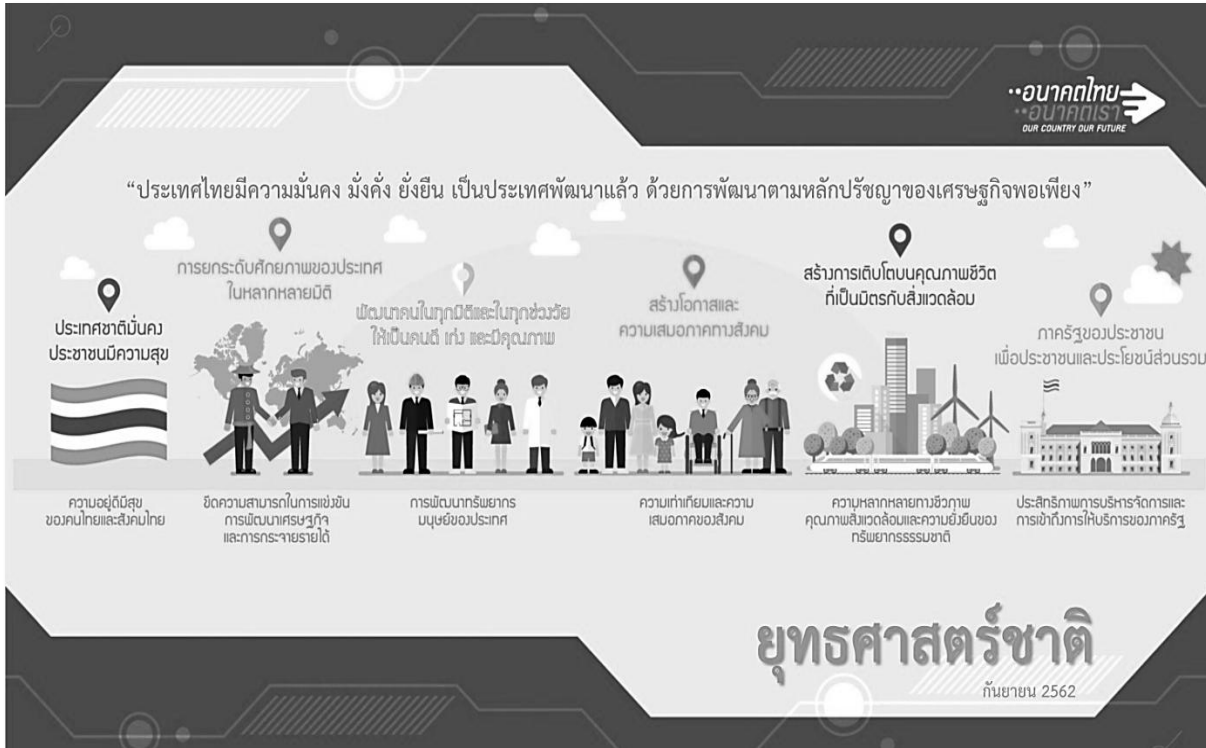 ••อนาคตไทย
••อนาคตเรา
OUR COUNTRY OUR FUTURE
“ประเทศไทยมีความมั่นคง มั่งคั่ง ยั่งยืน เป็นประเทศพัฒนาแล้ว ด้วยการพัฒนาตามหลักปรัชญาของเศรษฐกิจพอเพียง”
ประเทศชาติมั่นคง
ประชาชนมีความสุข
การยกระดับศักยภาพของประเทศ
ในหลากหลายมิติ
พัฒนาคนในทุกมิติและในทุกช่วงวัย
ให้เป็นคนดี เก่ง และมีคุณภาพ
สร้างโอกาสและ
ความเสมอภาคทางสังคม
สร้างการเติบโตบนคุณภาพชีวิต
ที่เป็นมิตรกับสิ่งแวดล้อม
ภาครัฐของประชาชน
เพื่อประชาชนและประโยชน์ส่วนรวม
ความอยู่ดีมีสุข
ของคนไทยและสังคมไทย
ขีดความสามารถในการแข่งขัน
การพัฒนาเศรษฐกิจ
และการกระจายรายได้
การพัฒนาทรัพยากร
มนุษย์ของประเทศ
ความเท่าเทียมและความ
เสมอภาคของสังคม
ความหลากหลายทางชีวภาพ
คุณภาพสิ่งแวดล้อมและความยั่งยืนของ
ทรัพยากรธรรมชาติ
ประสิทธิภาพการบริหารจัดการและ
การเข้าถึงการให้บริการของภาครัฐ
ยุทธศาสตร์ชาติ
กันยายน 2562